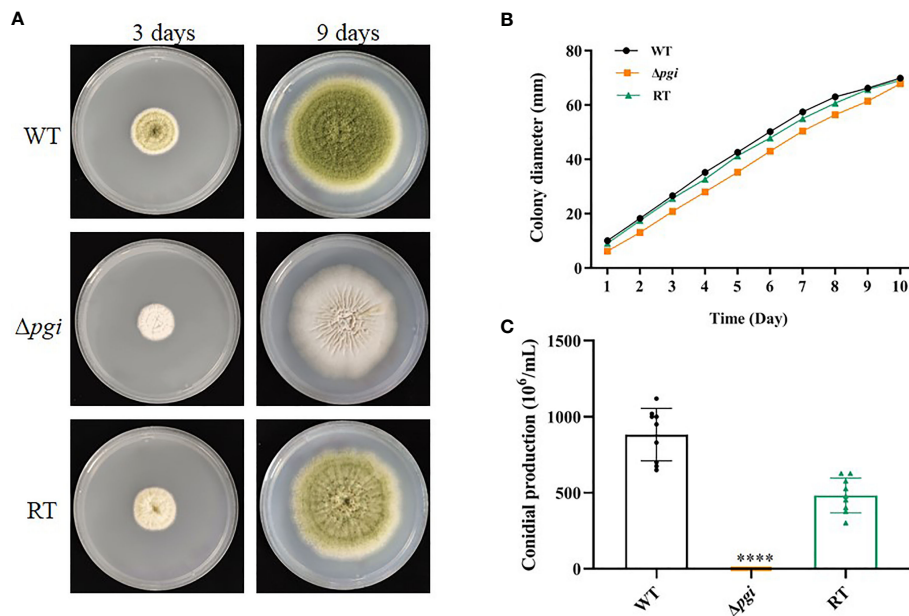 A
3 days 9 days
WT
Δpgi
RT
B
WT
Δpgi
RT
Colony diameter (mm)
80
60
40
20
0
1 2 3 4 5 6 7 8 9 10
Time (Day)
C
Conidial production (10⁶/mL)
1500
1000
500
0
****
WT Δpgi RT